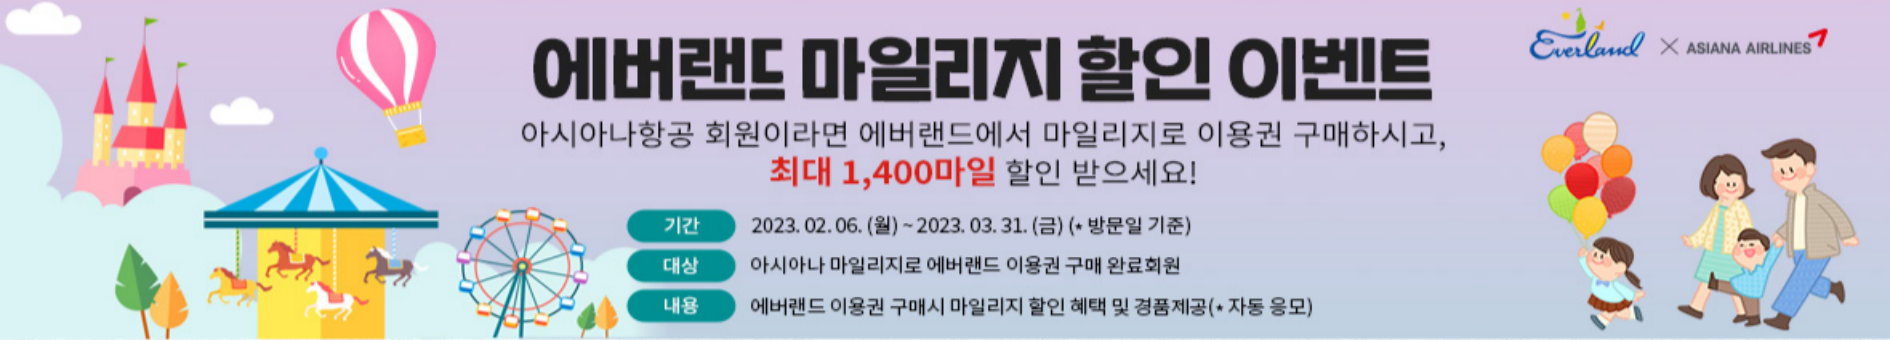 에버랜드 마일리지 할인 이벤트
Everland × ASIANA AIRLINES
아시아나항공 회원이라면 에버랜드에서 마일리지로 이용권 구매하시고,
최대 1,400마일 할인 받으세요!
기간 2023. 02. 06. (월) ~ 2023. 03. 31. (금) (* 방문일 기준)
대상 아시아나 마일리지로 에버랜드 이용권 구매 완료회원
내용 에버랜드 이용권 구매시 마일리지 할인 혜택 및 경품제공(* 자동 응모)